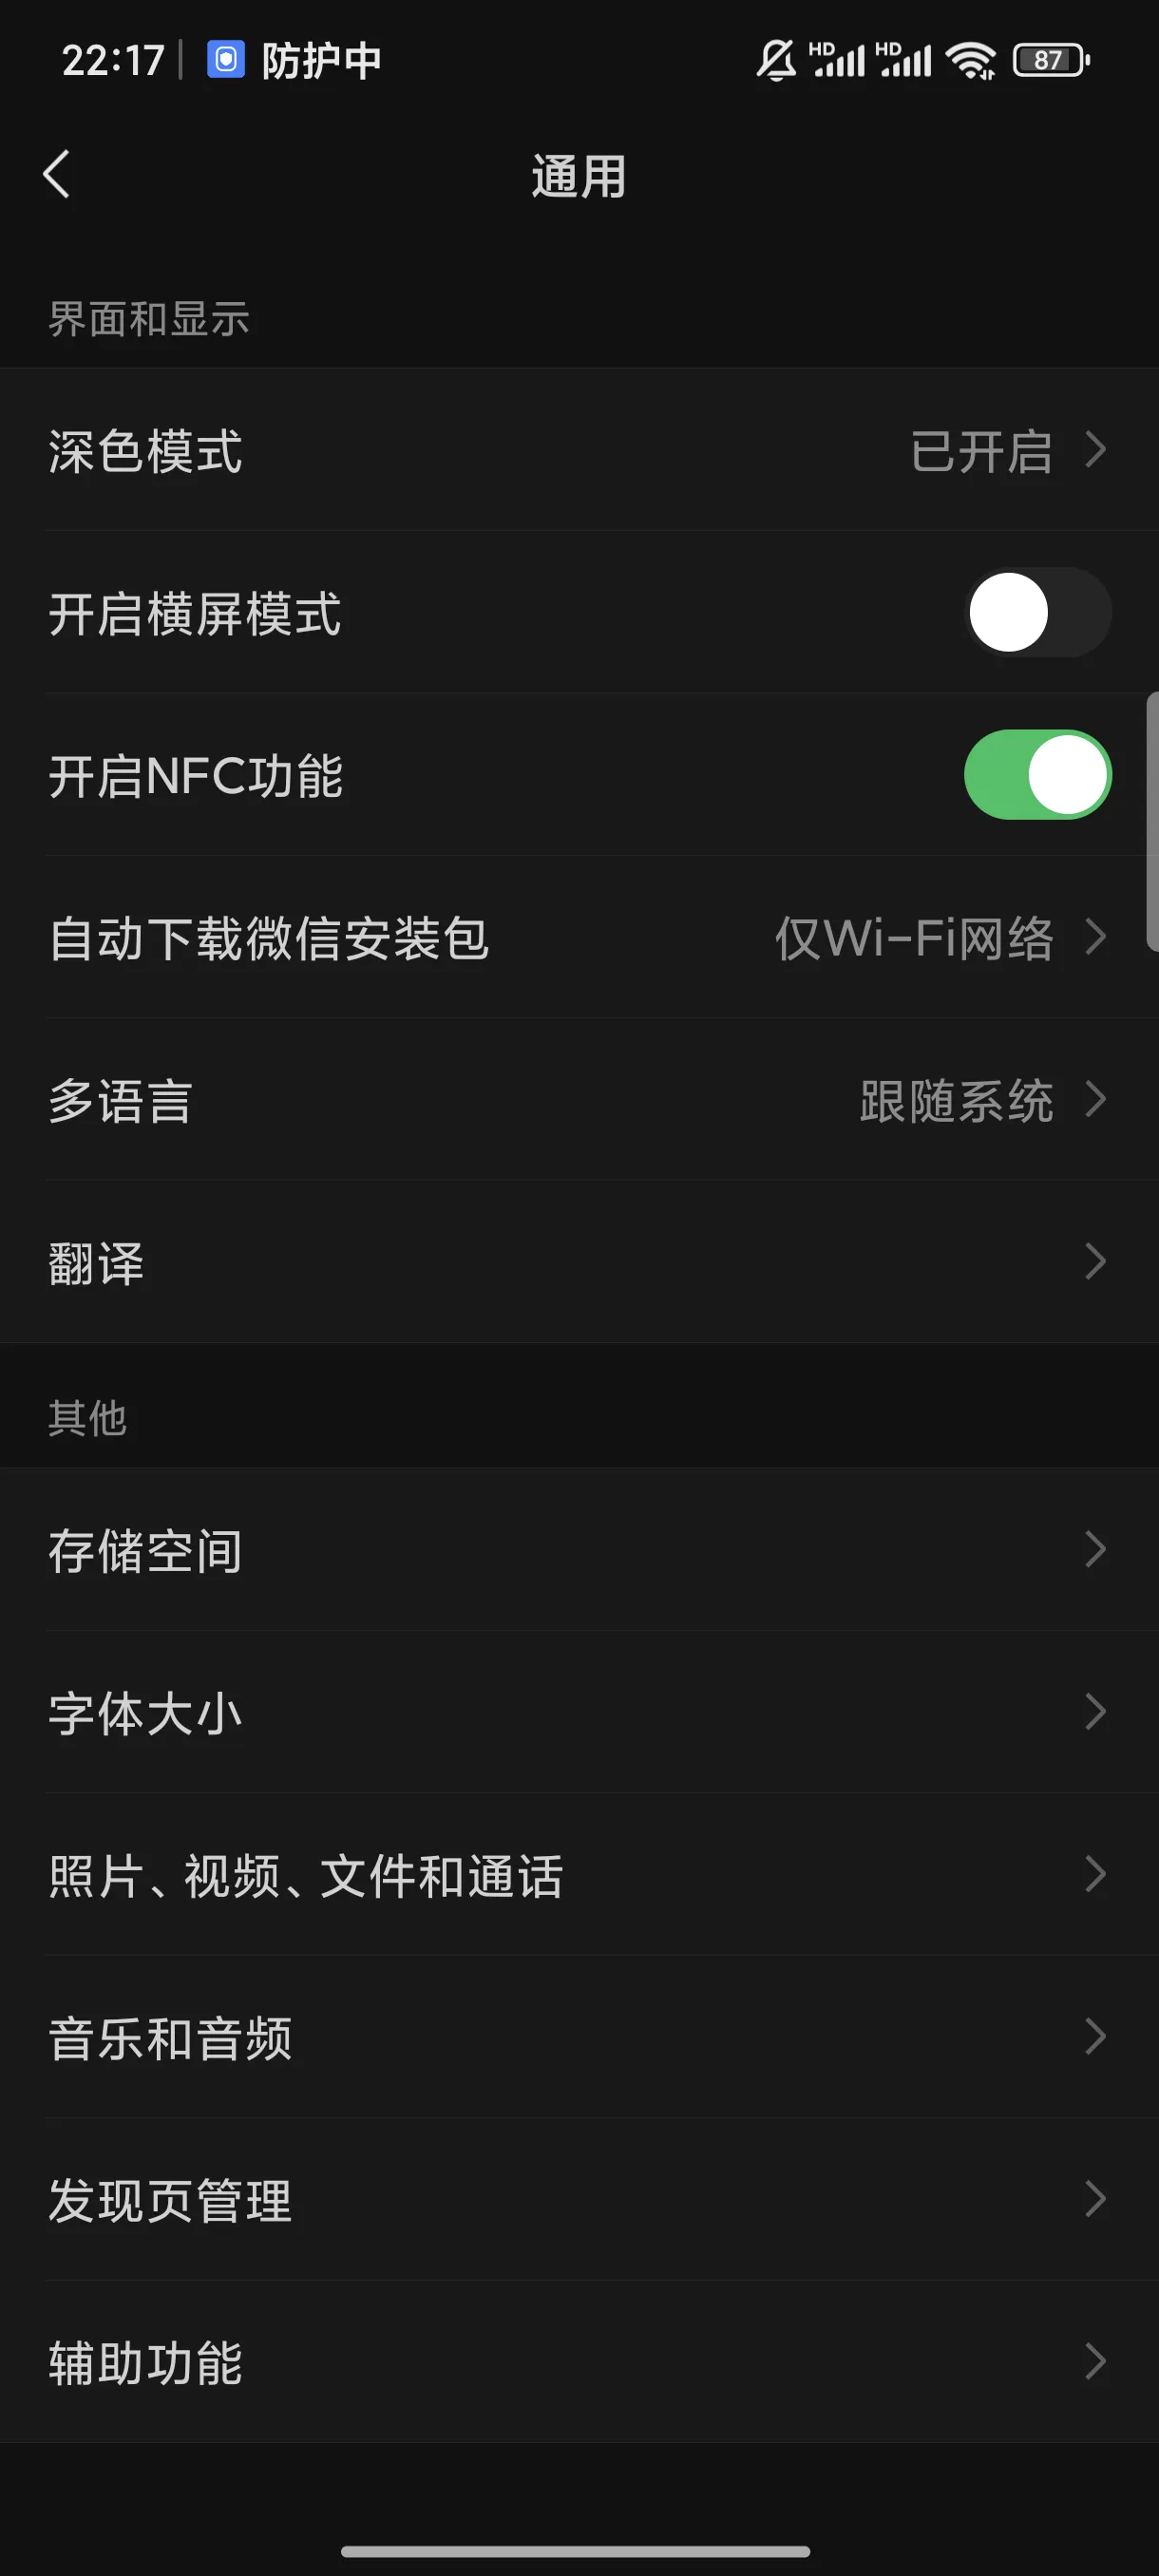 22:17 防护中 HD HD 87
通用
界面和显示
深色模式 已开启
开启横屏模式
开启NFC功能
自动下载微信安装包 仅Wi-Fi网络
多语言 跟随系统
翻译
其他
存储空间
字体大小
照片、视频、文件和通话
音乐和音频
发现页管理
辅助功能